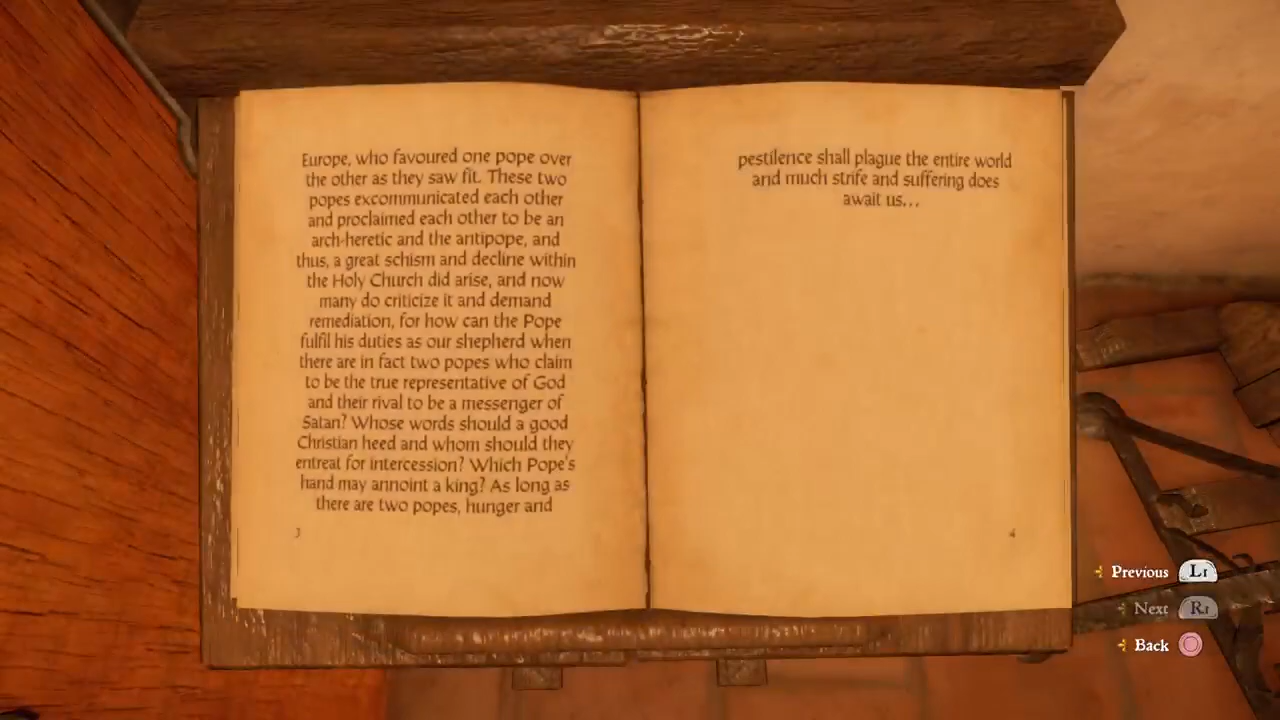 Europe, who favoured one pope over
the other as they saw fit. These two
popes excommunicated each other
and proclaimed each other to be an
arch-heretic and the antipope, and
thus, a great schism and decline within
the Holy Church did arise, and now
many do criticize it and demand
remediation, for how can the Pope
fulfil his duties as our shepherd when
there are in fact two popes who claim
to be the true representative of God
and their rival to be a messenger of
Satan? Whose words should a good
Christian heed and whom should they
entreat for intercession? Which Pope's
hand may annoint a king? As long as
there are two popes, hunger and
3
pestilence shall plague the entire world
and much strife and suffering does
await us...
4
Previous L1
Next R1
Back